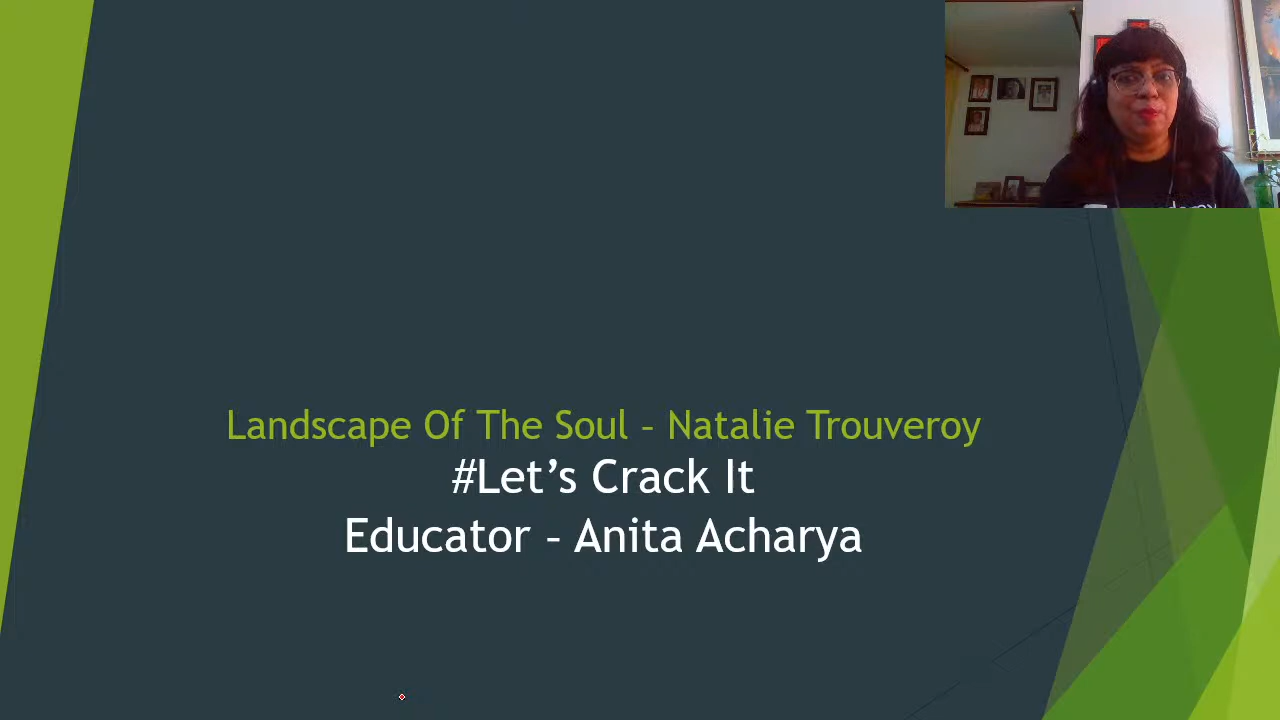 Landscape Of The Soul – Natalie Trouveroy
#Let’s Crack It
Educator – Anita Acharya